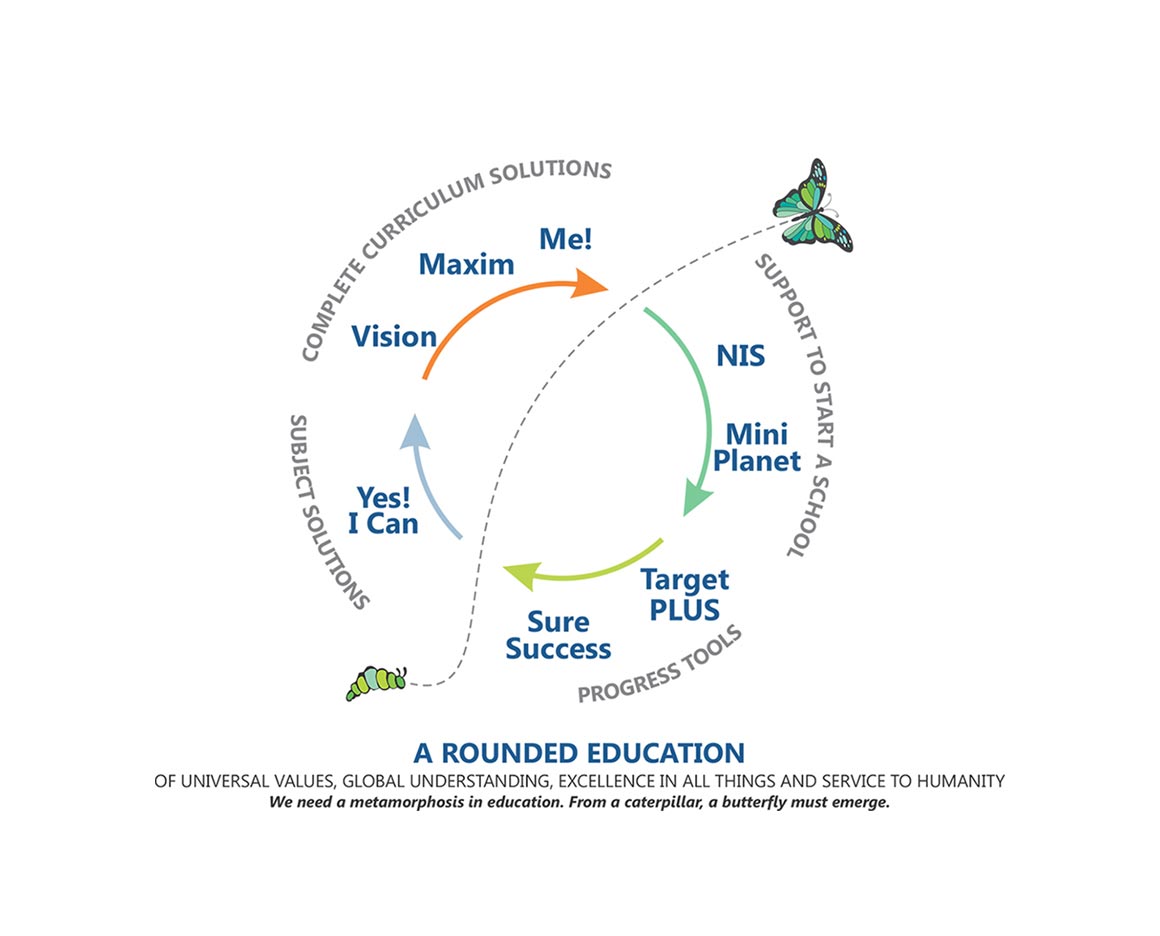 COMPLETE CURRICULUM SOLUTIONS
Me!
Maxim
Vision
SUPPORT TO START A SCHOOL
NIS
Mini
Planet
SUBJECT SOLUTIONS
Yes!
I Can
Target
PLUS
Sure
Success
PROGRESS TOOLS
A ROUNDED EDUCATION
OF UNIVERSAL VALUES, GLOBAL UNDERSTANDING, EXCELLENCE IN ALL THINGS AND SERVICE TO HUMANITY
We need a metamorphosis in education. From a caterpillar, a butterfly must emerge.